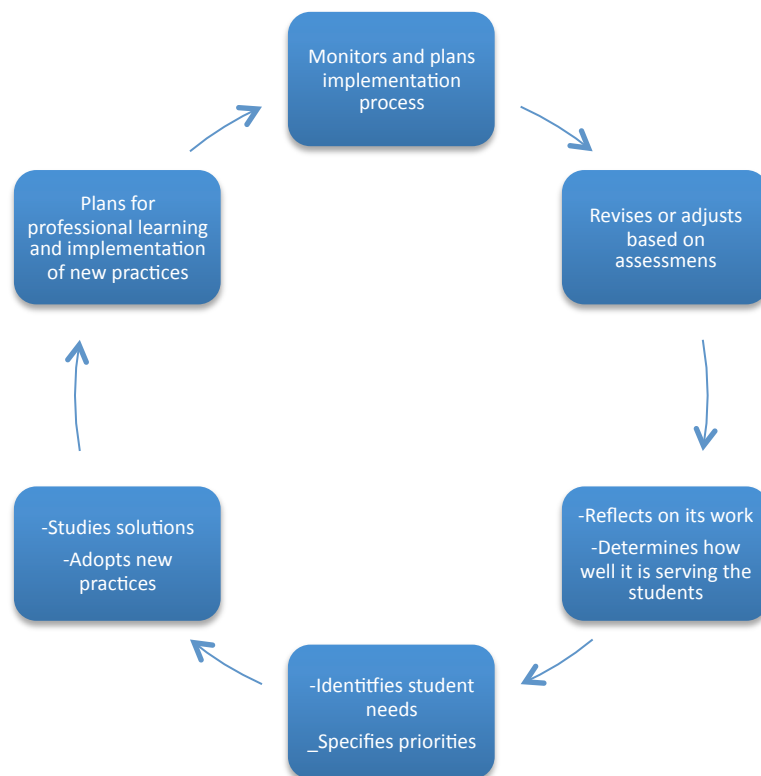 Monitors and plans
implementation
process
Revises or adjusts
based on
assessmens
-Reflects on its work
-Determines how
well it is serving the
students
-Identitfies student
needs
_Specifies priorities
-Studies solutions
-Adopts new
practices
Plans for
professional learning
and implementation
of new practices